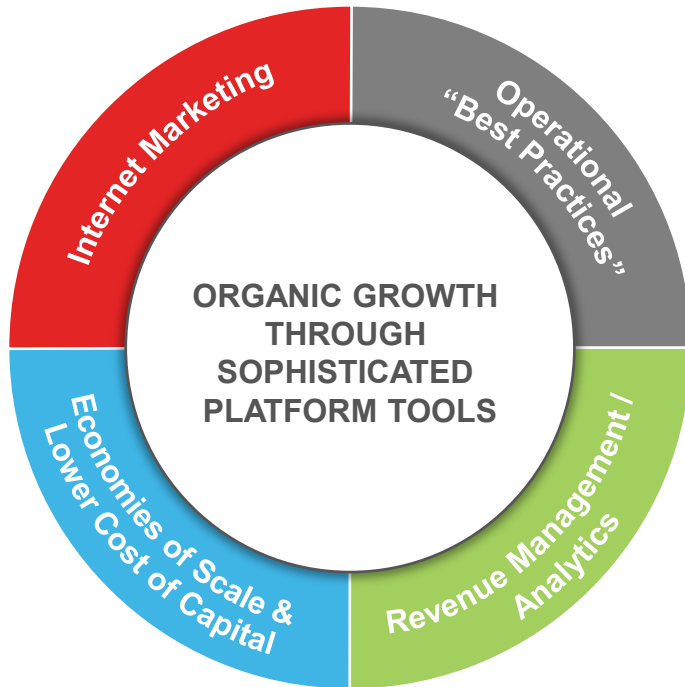 Internet Marketing
Operational
“Best Practices”
ORGANIC GROWTH
THROUGH
SOPHISTICATED
PLATFORM TOOLS
Economies of Scale &
Lower Cost of Capital
Revenue Management /
Analytics